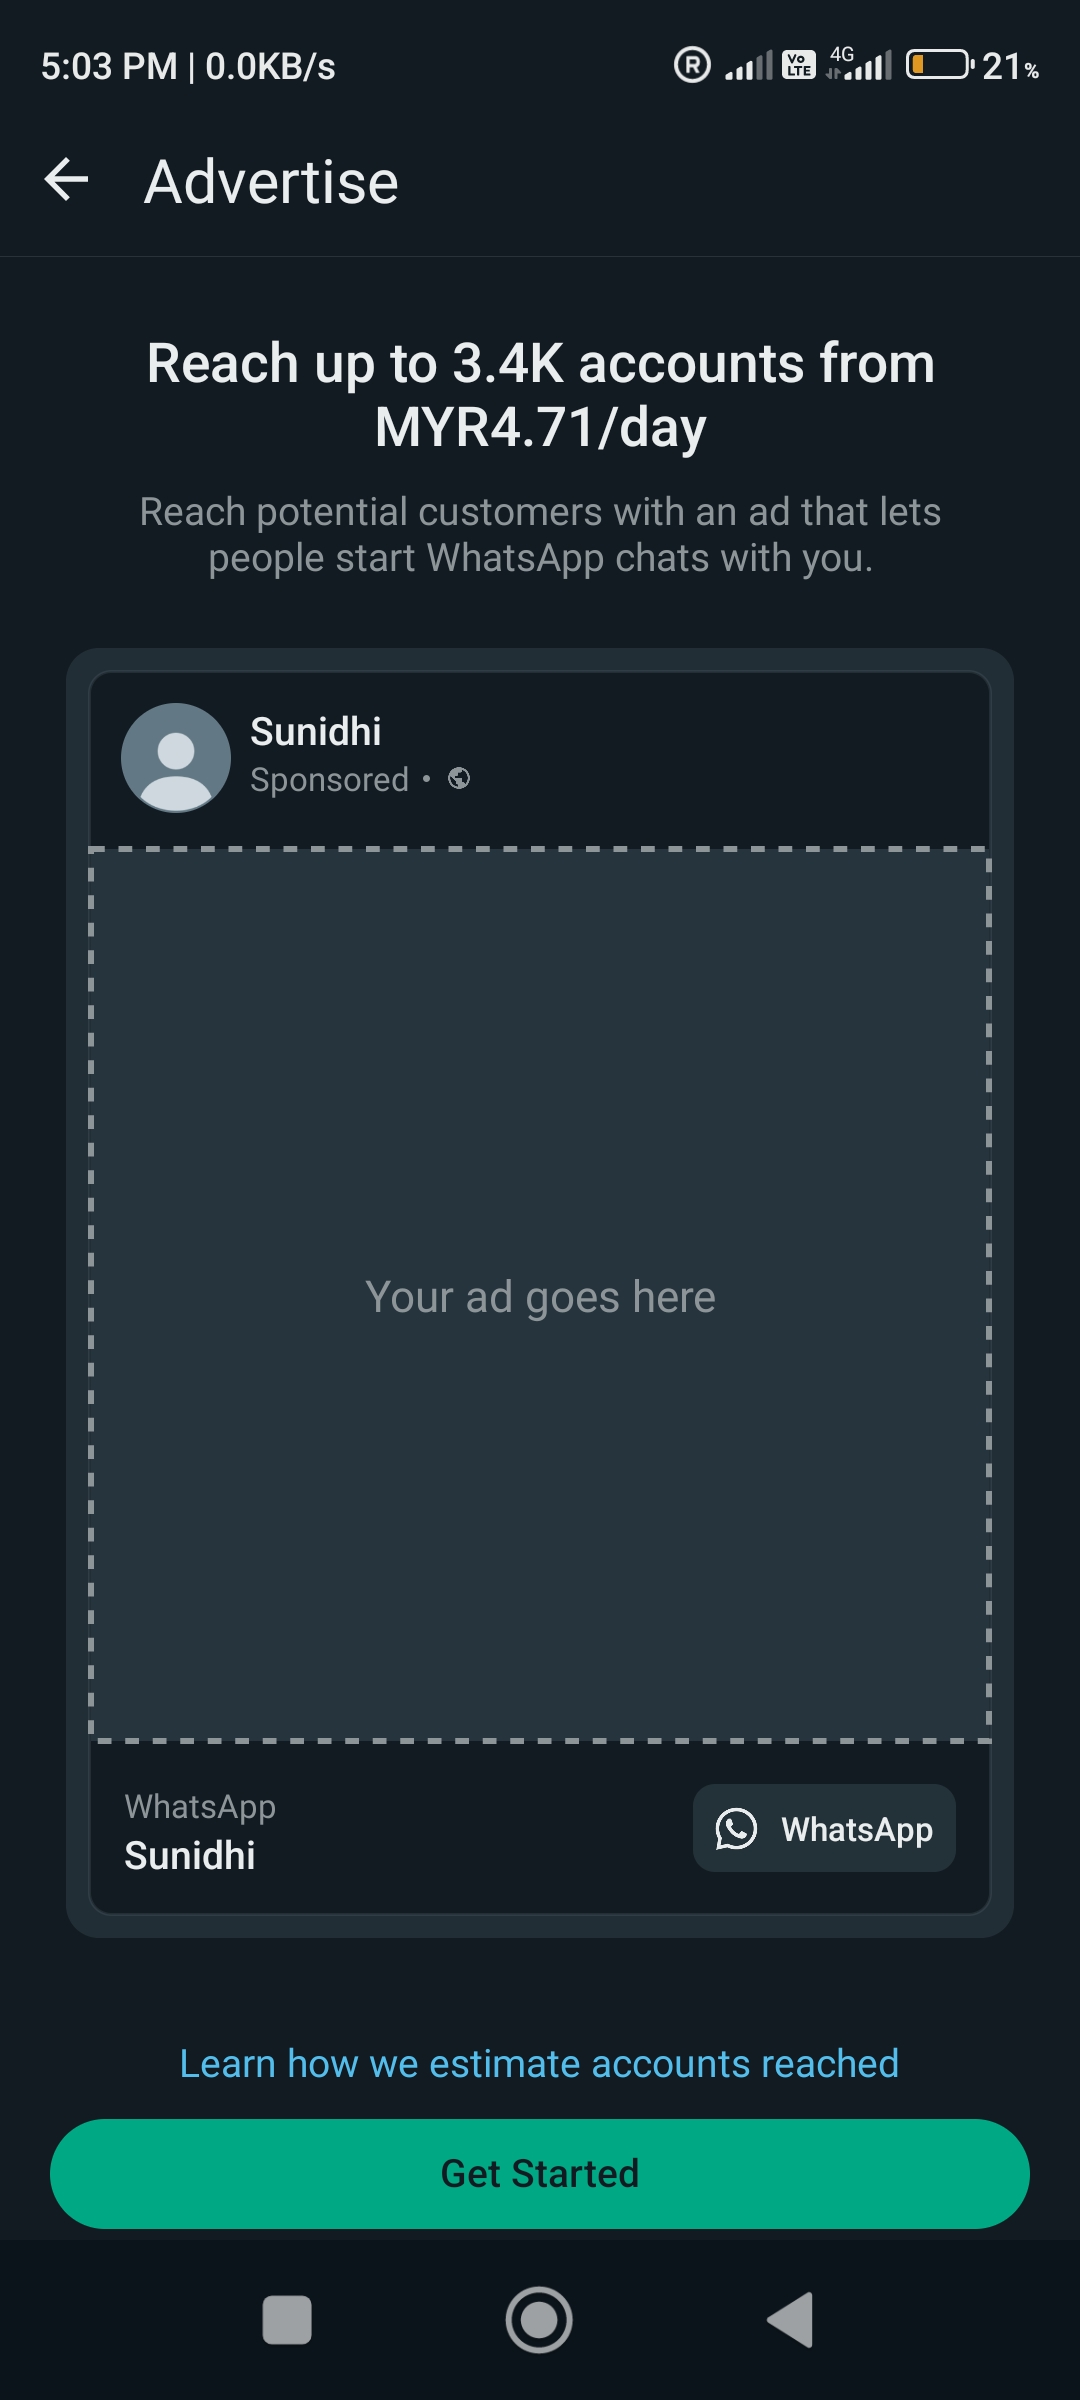 5:03 PM | 0.0KB/s
R
Vo LTE
4G
21%
Advertise
Reach up to 3.4K accounts from
MYR4.71/day
Reach potential customers with an ad that lets
people start WhatsApp chats with you.
Sunidhi
Sponsored •
Your ad goes here
WhatsApp
Sunidhi
WhatsApp
Learn how we estimate accounts reached
Get Started